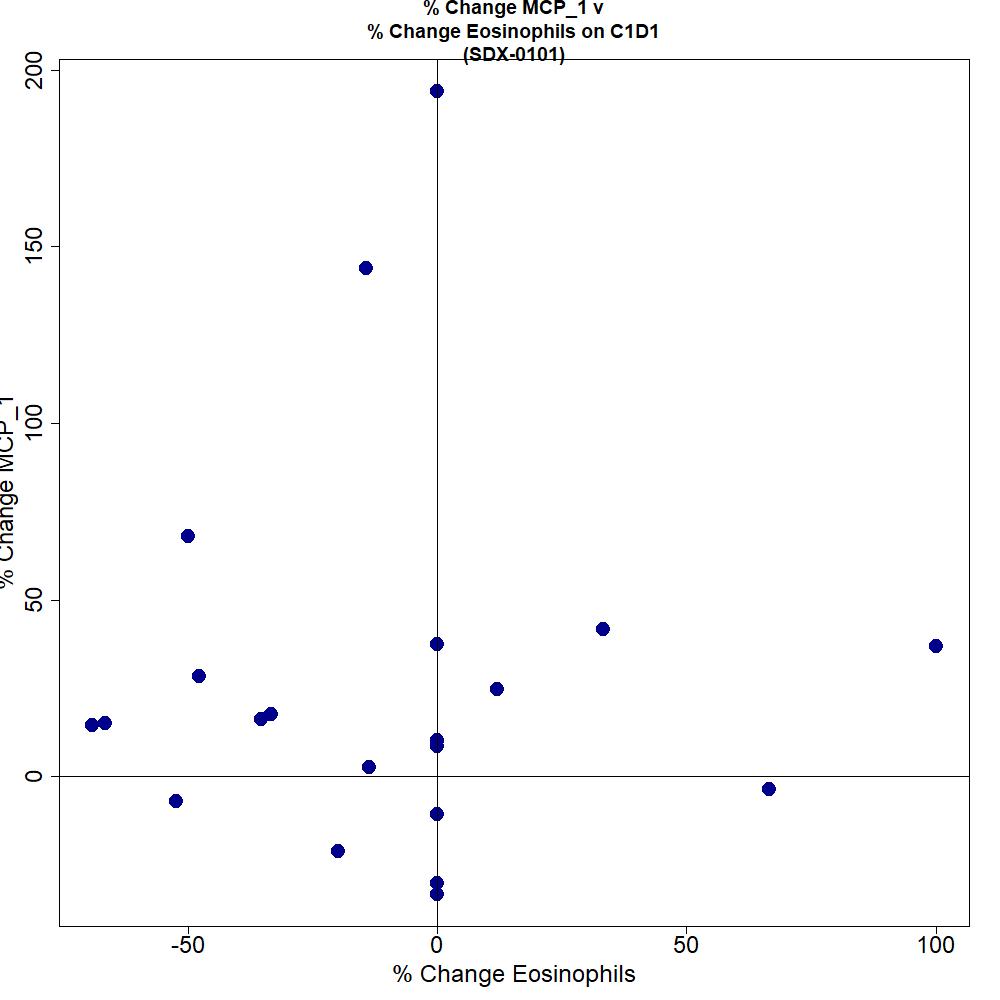 % Change MCP_1 v
% Change Eosinophils on C1D1
(SDX-0101)
200
150
100
50
0
% Change MCP_1
-50
0
50
100
% Change Eosinophils